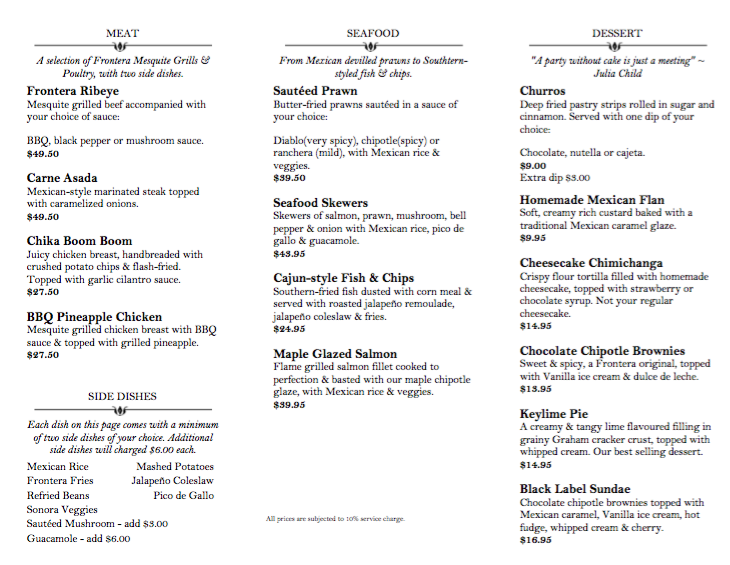 MEAT
A selection of Frontera Mesquite Grills &
Poultry, with two side dishes.
Frontera Ribeye
Mesquite grilled beef accompanied with
your choice of sauce:
BBQ, black pepper or mushroom sauce.
$49.50
Carne Asada
Mexican-style marinated steak topped
with caramelized onions.
$49.50
Chika Boom Boom
Juicy chicken breast, handbreaded with
crushed potato chips & flash-fried.
Topped with garlic cilantro sauce.
$27.50
BBQ Pineapple Chicken
Mesquite grilled chicken breast with BBQ
sauce & topped with grilled pineapple.
$27.50
SIDE DISHES
Each dish on this page comes with a minimum
of two side dishes of your choice. Additional
side dishes will charged $6.00 each.
Mexican Rice Mashed Potatoes
Frontera Fries Jalapeño Coleslaw
Refried Beans Pico de Gallo
Sonora Veggies
Sautéed Mushroom - add $3.00
Guacamole - add $6.00
SEAFOOD
From Mexican devilled prawns to Southtern-
styled fish & chips.
Sautéed Prawn
Butter-fried prawns sautéed in a sauce of
your choice:
Diablo(very spicy), chipotle(spicy) or
ranchera (mild), with Mexican rice &
veggies.
$39.50
Seafood Skewers
Skewers of salmon, prawn, mushroom, bell
pepper & onion with Mexican rice, pico de
gallo & guacamole.
$43.95
Cajun-style Fish & Chips
Southern-fried fish dusted with corn meal &
served with roasted jalapeño remoulade,
jalapeño coleslaw & fries.
$24.95
Maple Glazed Salmon
Flame grilled salmon fillet cooked to
perfection & basted with our maple chipotle
glaze, with Mexican rice & veggies.
$39.95
All prices are subjected to 10% service charge.
DESSERT
"A party without cake is just a meeting" ~
Julia Child
Churros
Deep fried pastry strips rolled in sugar and
cinnamon. Served with one dip of your
choice:
Chocolate, nutella or cajeta.
$9.00
Extra dip $3.00
Homemade Mexican Flan
Soft, creamy rich custard baked with a
traditional Mexican caramel glaze.
$9.95
Cheesecake Chimichanga
Crispy flour tortilla filled with homemade
cheesecake, topped with strawberry or
chocolate syrup. Not your regular
cheesecake.
$14.95
Chocolate Chipotle Brownies
Sweet & spicy, a Frontera original, topped
with Vanilla ice cream & dulce de leche.
$13.95
Keylime Pie
A creamy & tangy lime flavoured filling in
grainy Graham cracker crust, topped with
whipped cream. Our best selling dessert.
$14.95
Black Label Sundae
Chocolate chipotle brownies topped with
Mexican caramel, Vanilla ice cream, hot
fudge, whipped cream & cherry.
$16.95